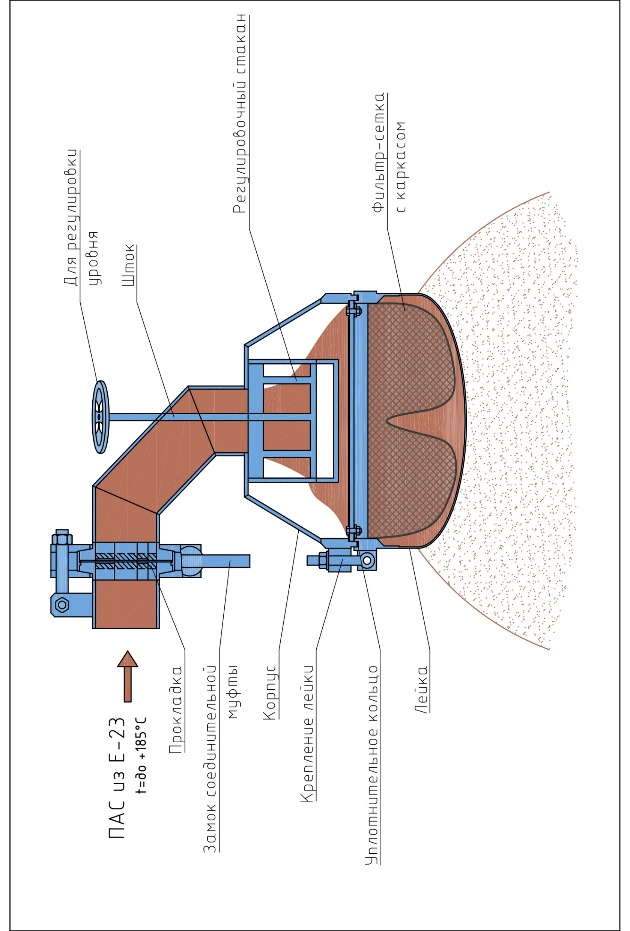 ПАС из Е-23
t=до +185°С
Прокладка
Замок соединительной
муфты
Корпус
Крепление лейки
Уплотнительное кольцо
Лейка
Для регулировки
уровня
Шток
Регулировочный стакан
Фильтр-сетка
с каркасом